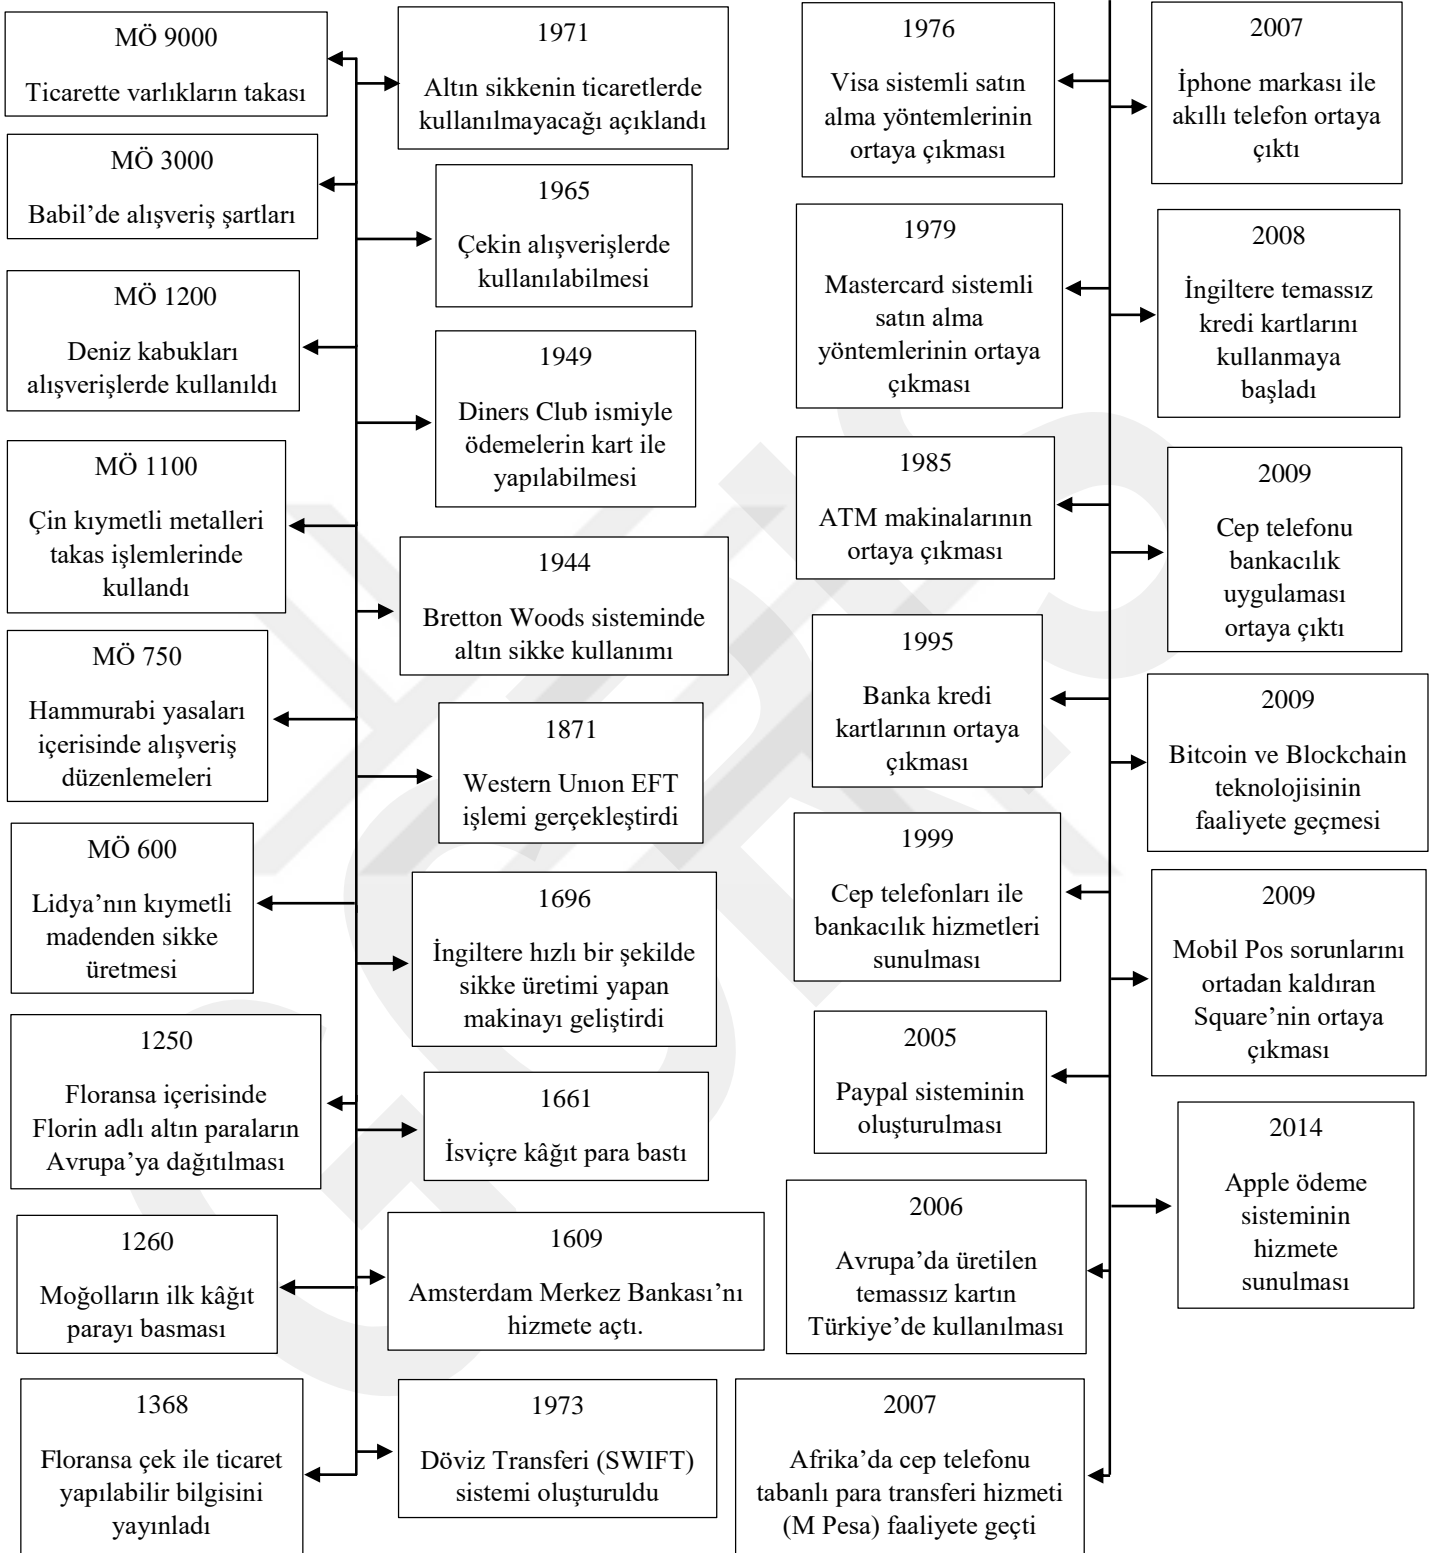 MÖ 9000
Ticarette varlıkların takası
MÖ 3000
Babil’de alışveriş şartları
MÖ 1200
Deniz kabukları
alışverişlerde kullanıldı
MÖ 1100
Çin kıymetli metalleri
takas işlemlerinde
kullandı
MÖ 750
Hammurabi yasaları
içerisinde alışveriş
düzenlemeleri
MÖ 600
Lidya’nın kıymetli
madenden sikke
üretmesi
1250
Floransa içerisinde
Florin adlı altın paraların
Avrupa’ya dağıtılması
1260
Moğolların ilk kâğıt
parayı basması
1368
Floransa çek ile ticaret
yapılabilir bilgisini
yayınladı
1971
Altın sikkenin ticaretlerde
kullanılmayacağı açıklandı
1965
Çekin alışverişlerde
kullanılabilmesi
1949
Diners Club ismiyle
ödemelerin kart ile
yapılabilmesi
1944
Bretton Woods sisteminde
altın sikke kullanımı
1871
Western Unıon EFT
işlemi gerçekleştirdi
1696
İngiltere hızlı bir şekilde
sikke üretimi yapan
makinayı geliştirdi
1661
İsviçre kâğıt para bastı
1609
Amsterdam Merkez Bankası’nı
hizmete açtı.
1973
Döviz Transferi (SWIFT)
sistemi oluşturuldu
1976
Visa sistemli satın
alma yöntemlerinin
ortaya çıkması
1979
Mastercard sistemli
satın alma
yöntemlerinin ortaya
çıkması
1985
ATM makinalarının
ortaya çıkması
1995
Banka kredi
kartlarının ortaya
çıkması
1999
Cep telefonları ile
bankacılık hizmetleri
sunulması
2005
Paypal sisteminin
oluşturulması
2006
Avrupa’da üretilen
temassız kartın
Türkiye’de kullanılması
2007
Afrika’da cep telefonu
tabanlı para transferi hizmeti
(M Pesa) faaliyete geçti
2007
İphone markası ile
akıllı telefon ortaya
çıktı
2008
İngiltere temassız
kredi kartlarını
kullanmaya
başladı
2009
Cep telefonu
bankacılık
uygulaması
ortaya çıktı
2009
Bitcoin ve Blockchain
teknolojisinin
faaliyete geçmesi
2009
Mobil Pos sorunlarını
ortadan kaldıran
Square’nin ortaya
çıkması
2014
Apple ödeme
sisteminin
hizmete
sunulması